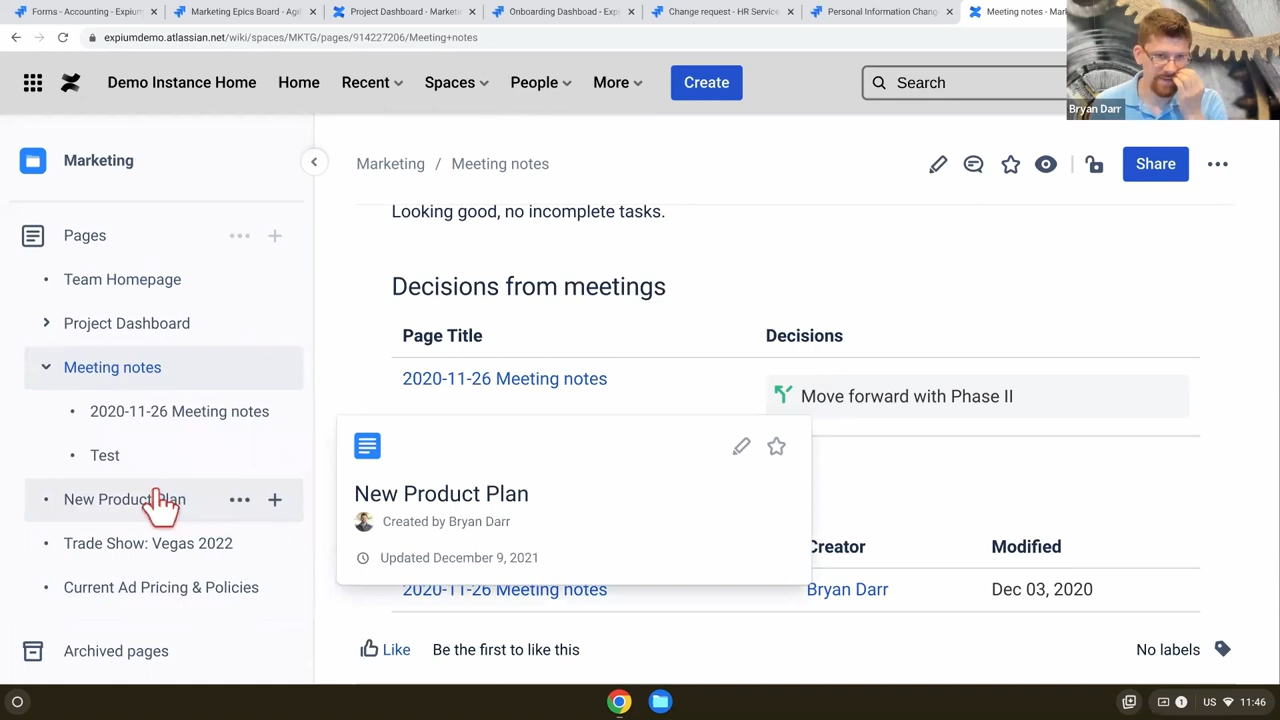 Forms - Accounting - Expium
Marketing Epics Board - Agil
Project Dashboard - Marketi
Onboarding Dashboard - Exp
Change request - HR Service
Personal Information Chang
Meeting notes - Mar
expiumdemo.atlassian.net/wiki/spaces/MKTG/pages/914227206/Meeting+notes
Demo Instance Home
Home
Recent
Spaces
People
More
Create
Search
Bryan Darr
Marketing
Marketing / Meeting notes
Share
Pages
Team Homepage
Project Dashboard
Meeting notes
2020-11-26 Meeting notes
Test
New Product Plan
Trade Show: Vegas 2022
Current Ad Pricing & Policies
Archived pages
Looking good, no incomplete tasks.
Decisions from meetings
Page Title
Decisions
2020-11-26 Meeting notes
Move forward with Phase II
New Product Plan
Created by Bryan Darr
Updated December 9, 2021
Creator
Modified
2020-11-26 Meeting notes
Bryan Darr
Dec 03, 2020
Like
Be the first to like this
No labels
1
US
11:46